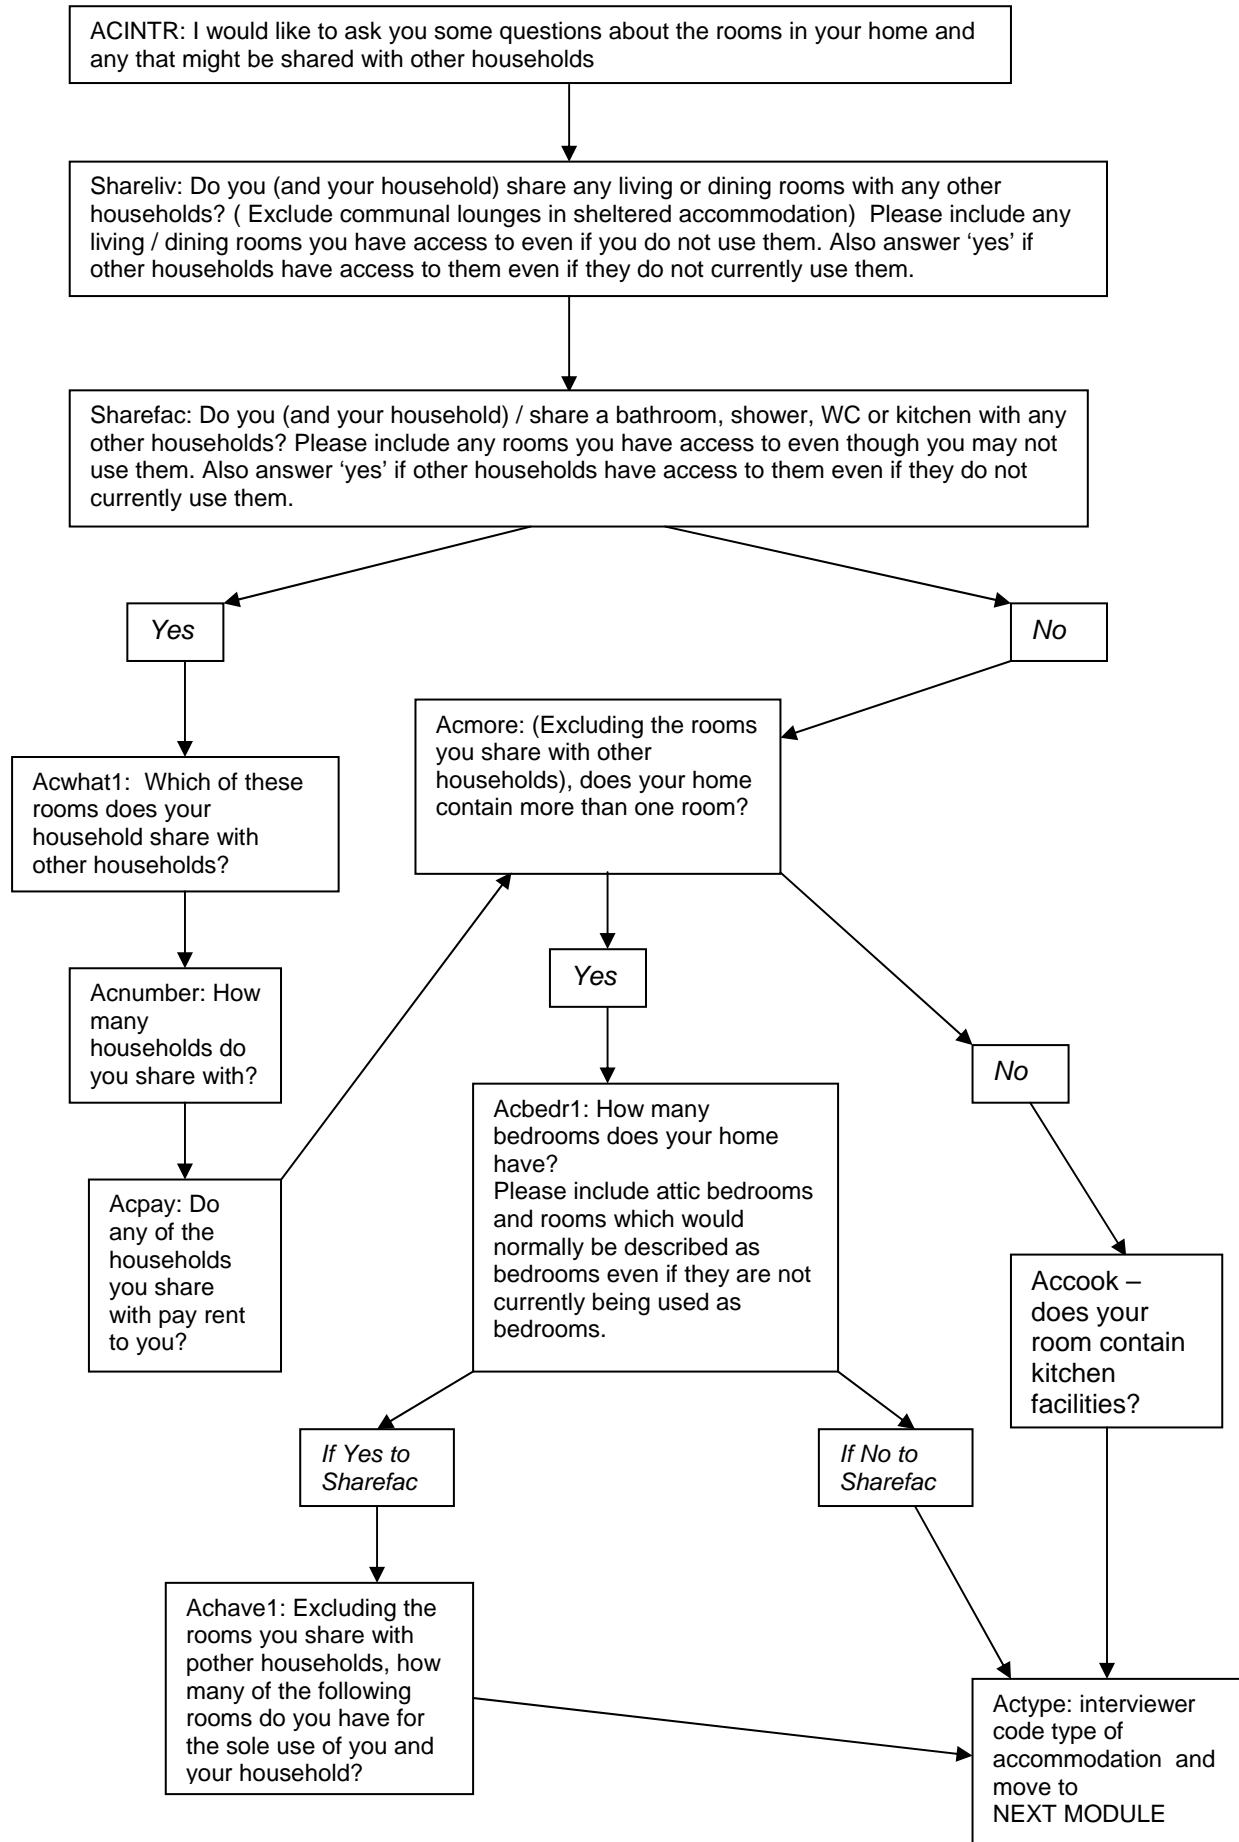 ACINTR: I would like to ask you some questions about the rooms in your home and
any that might be shared with other households
Shareliv: Do you (and your household) share any living or dining rooms with any other
households? ( Exclude communal lounges in sheltered accommodation)  Please include any
living / dining rooms you have access to even if you do not use them. Also answer ‘yes’ if
other households have access to them even if they do not currently use them.
Sharefac: Do you (and your household) / share a bathroom, shower, WC or kitchen with any
other households? Please include any rooms you have access to even though you may not
use them. Also answer ‘yes’ if other households have access to them even if they do not
currently use them.
Yes
No
Acwhat1:  Which of these
rooms does your
household share with
other households?
Acmore: (Excluding the rooms
you share with other
households), does your home
contain more than one room?
Acnumber: How
many
households do
you share with?
Yes
No
Acpay: Do
any of the
households
you share
with pay rent
to you?
Acbedr1: How many
bedrooms does your home
have?
Please include attic bedrooms
and rooms which would
normally be described as
bedrooms even if they are not
currently being used as
bedrooms.
Accook –
does your
room contain
kitchen
facilities?
If Yes to
Sharefac
If No to
Sharefac
Achave1: Excluding the
rooms you share with
pother households, how
many of the following
rooms do you have for
the sole use of you and
your household?
Actype: interviewer
code type of
accommodation  and
move to
NEXT MODULE